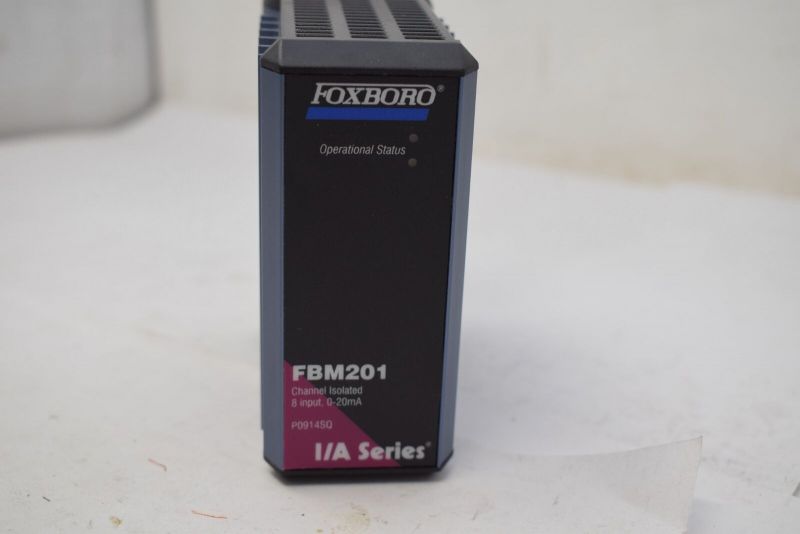 FOXBORO®
Operational Status
FBM201
Channel Isolated
8 input, 0-20mA
P0914SQ
I/A Series®